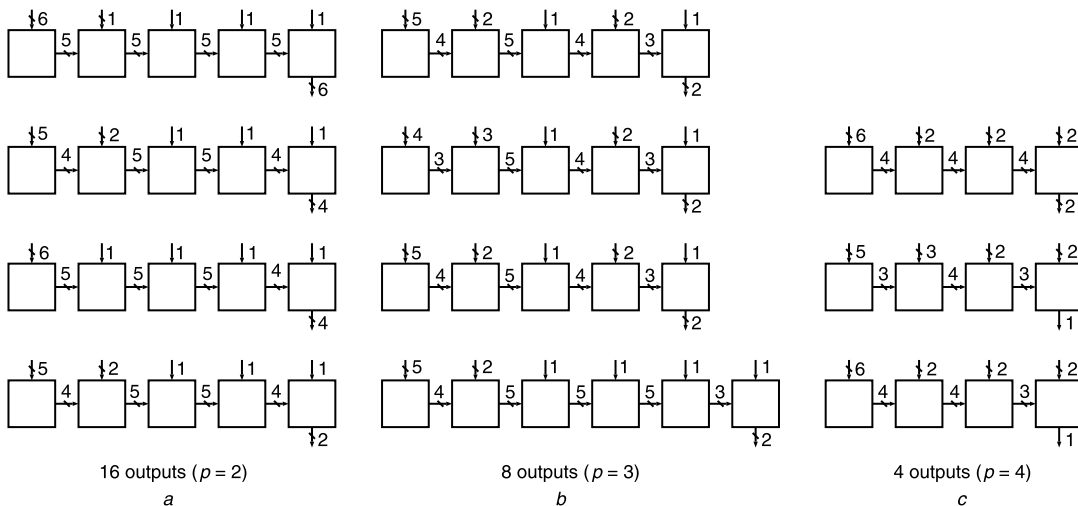 6 1 1 1 1
5 5 5 5
6
5 2 1 1 1
4 5 5 4
4
6 1 1 1 1
5 5 5 4
4
5 2 1 1 1
4 5 5 4
2
16 outputs (p = 2)
a
5 2 1 2 1
4 5 4 3
2
4 3 1 2 1
3 5 4 3
2
5 2 1 2 1
4 5 4 3
2
5 2 1 1 1 1
4 5 5 5 3
2
8 outputs (p = 3)
b
6 2 2 2
4 4 4
2
5 3 2 2
3 4 3
1
6 2 2 2
4 4 3
1
4 outputs (p = 4)
c